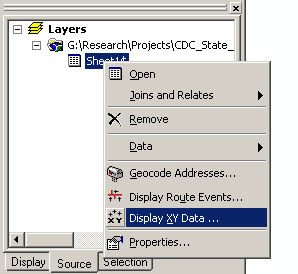 Layers
G:\Research\Projects\CDC_State_
Sheet1$
Open
Joins and Relates
Remove
Data
Geocode Addresses...
Display Route Events...
Display XY Data ...
Properties...
Display Source Selection